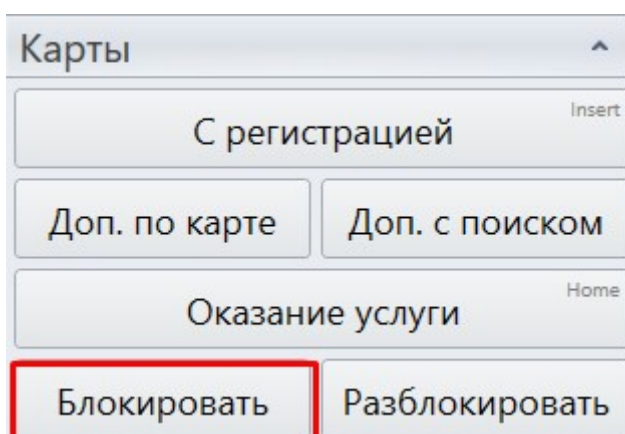 Карты
Insert
С регистрацией
Доп. по карте Доп. с поиском
Home
Оказание услуги
Блокировать Разблокировать